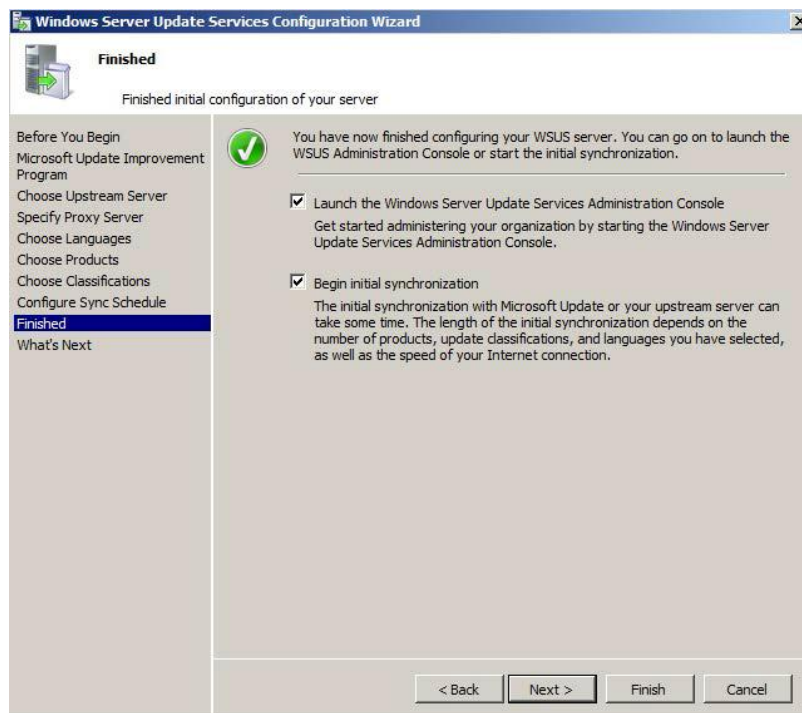 Windows Server Update Services Configuration Wizard
Finished
Finished initial configuration of your server
Before You Begin
Microsoft Update Improvement
Program
Choose Upstream Server
Specify Proxy Server
Choose Languages
Choose Products
Choose Classifications
Configure Sync Schedule
Finished
What's Next
You have now finished configuring your WSUS server. You can go on to launch the
WSUS Administration Console or start the initial synchronization.
Launch the Windows Server Update Services Administration Console
Get started administering your organization by starting the Windows Server
Update Services Administration Console.
Begin initial synchronization
The initial synchronization with Microsoft Update or your upstream server can
take some time. The length of the initial synchronization depends on the
number of products, update classifications, and languages you have selected,
as well as the speed of your Internet connection.
< Back
Next >
Finish
Cancel